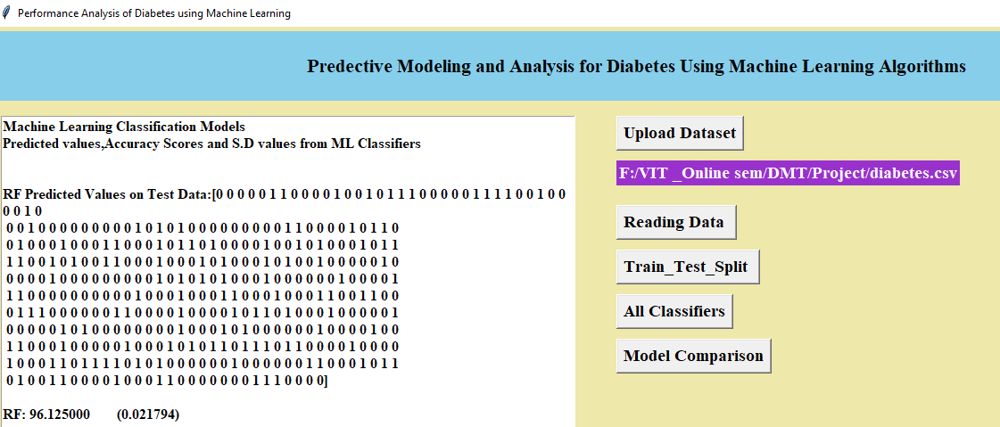 Performance Analysis of Diabetes using Machine Learning
Predective Modeling and Analysis for Diabetes Using Machine Learning Algorithms
Machine Learning Classification Models
Predicted values,Accuracy Scores and S.D values from ML Classifiers
RF Predicted Values on Test Data:[0 0 0 0 0 1 1 0 0 0 0 1 0 0 1 0 1 1 1 0 0 0 0 0 1 1 1 1 0 0 1 0 0
0 0 1 0
0 0 1 0 0 0 0 0 0 0 0 0 1 0 1 0 1 0 0 0 0 0 0 0 0 0 1 1 0 0 0 0 1 0 1 1 0
0 1 0 0 0 1 0 0 0 1 1 0 0 0 1 0 1 1 0 1 0 0 0 0 1 0 0 1 0 1 0 0 0 1 0 1 1
1 1 0 0 1 0 1 0 0 1 1 0 0 0 1 0 0 0 1 0 1 0 0 0 1 0 1 0 0 1 0 0 0 0 0 1 0
0 0 0 0 1 0 0 0 0 0 0 0 0 0 1 0 1 0 1 0 1 0 0 0 1 0 0 0 0 0 0 1 0 0 0 0 1
1 1 0 0 0 0 0 0 0 0 0 0 1 0 0 0 1 0 0 0 1 1 0 0 0 1 0 0 0 1 1 0 0 1 1 0 0
0 1 1 1 0 0 0 0 0 0 1 1 0 0 0 0 1 0 0 0 0 1 0 1 1 0 1 0 0 0 1 0 0 0 0 0 1
0 0 0 0 0 1 0 1 0 0 0 0 0 0 0 0 1 0 0 0 1 0 1 0 0 0 0 0 0 1 0 0 0 0 1 0 0
1 1 0 0 0 1 0 0 0 0 0 1 0 0 0 1 0 1 0 1 1 0 1 1 1 0 1 1 0 0 0 0 1 0 0 0 0
1 0 0 0 1 1 0 1 1 1 1 0 1 0 1 0 0 0 0 0 0 1 0 0 0 0 0 0 1 1 0 0 0 1 0 1 1
0 1 0 0 1 1 0 0 0 0 1 0 0 0 1 1 0 0 0 0 0 0 0 0 1 1 1 0 0 0 0]
RF: 96.125000 (0.021794)
Upload Dataset
F:/VIT _Online sem/DMT/Project/diabetes.csv
Reading Data
Train_Test_Split
All Classifiers
Model Comparison